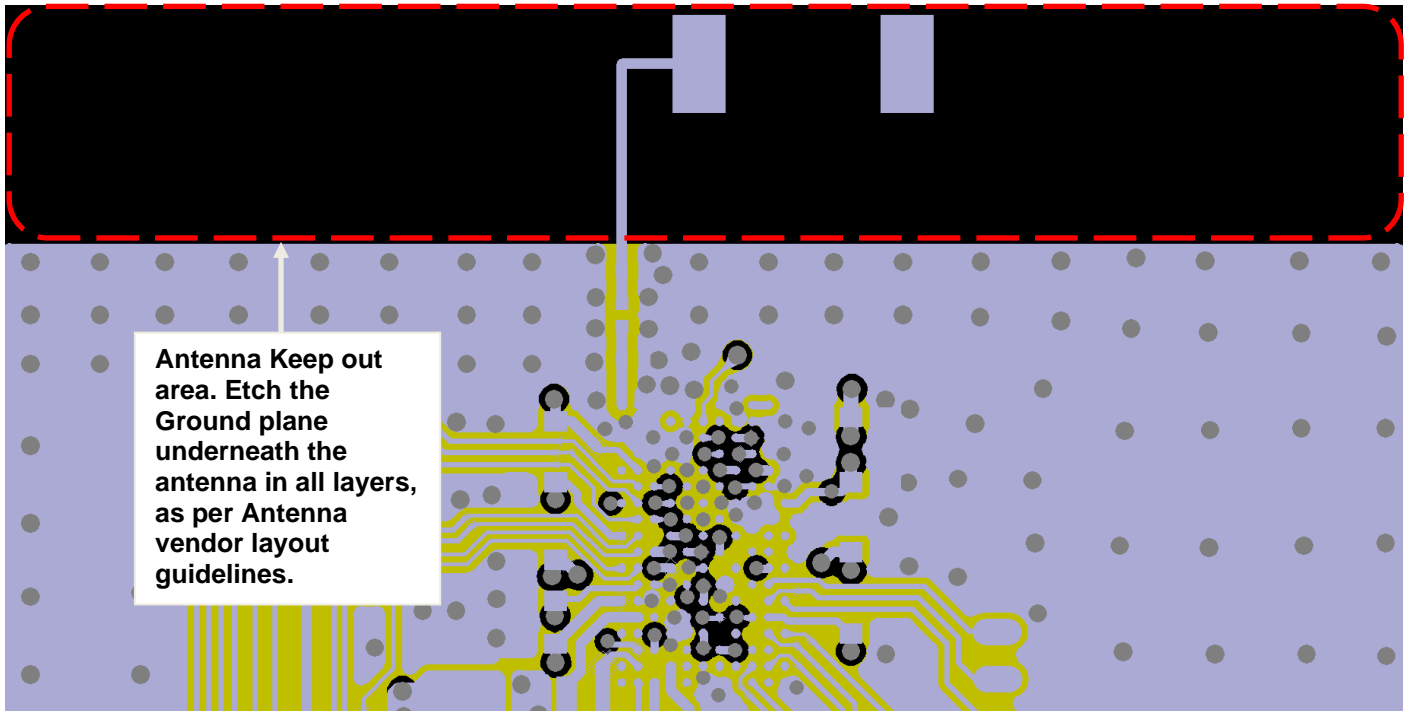 Antenna Keep out
area. Etch the
Ground plane
underneath the
antenna in all layers,
as per Antenna
vendor layout
guidelines.